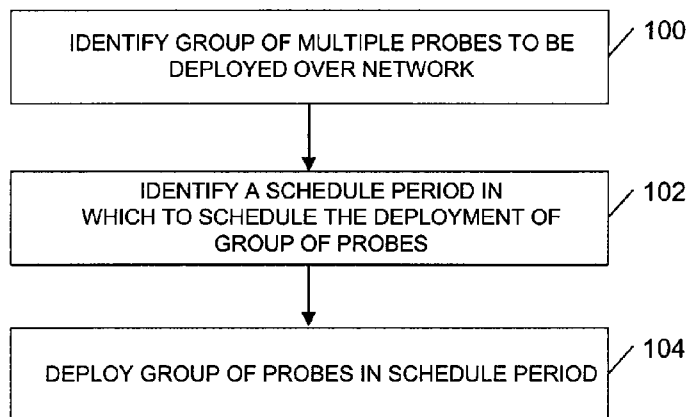 IDENTIFY GROUP OF MULTIPLE PROBES TO BE
DEPLOYED OVER NETWORK
100
IDENTIFY A SCHEDULE PERIOD IN
WHICH TO SCHEDULE THE DEPLOYMENT OF
GROUP OF PROBES
102
DEPLOY GROUP OF PROBES IN SCHEDULE PERIOD
104